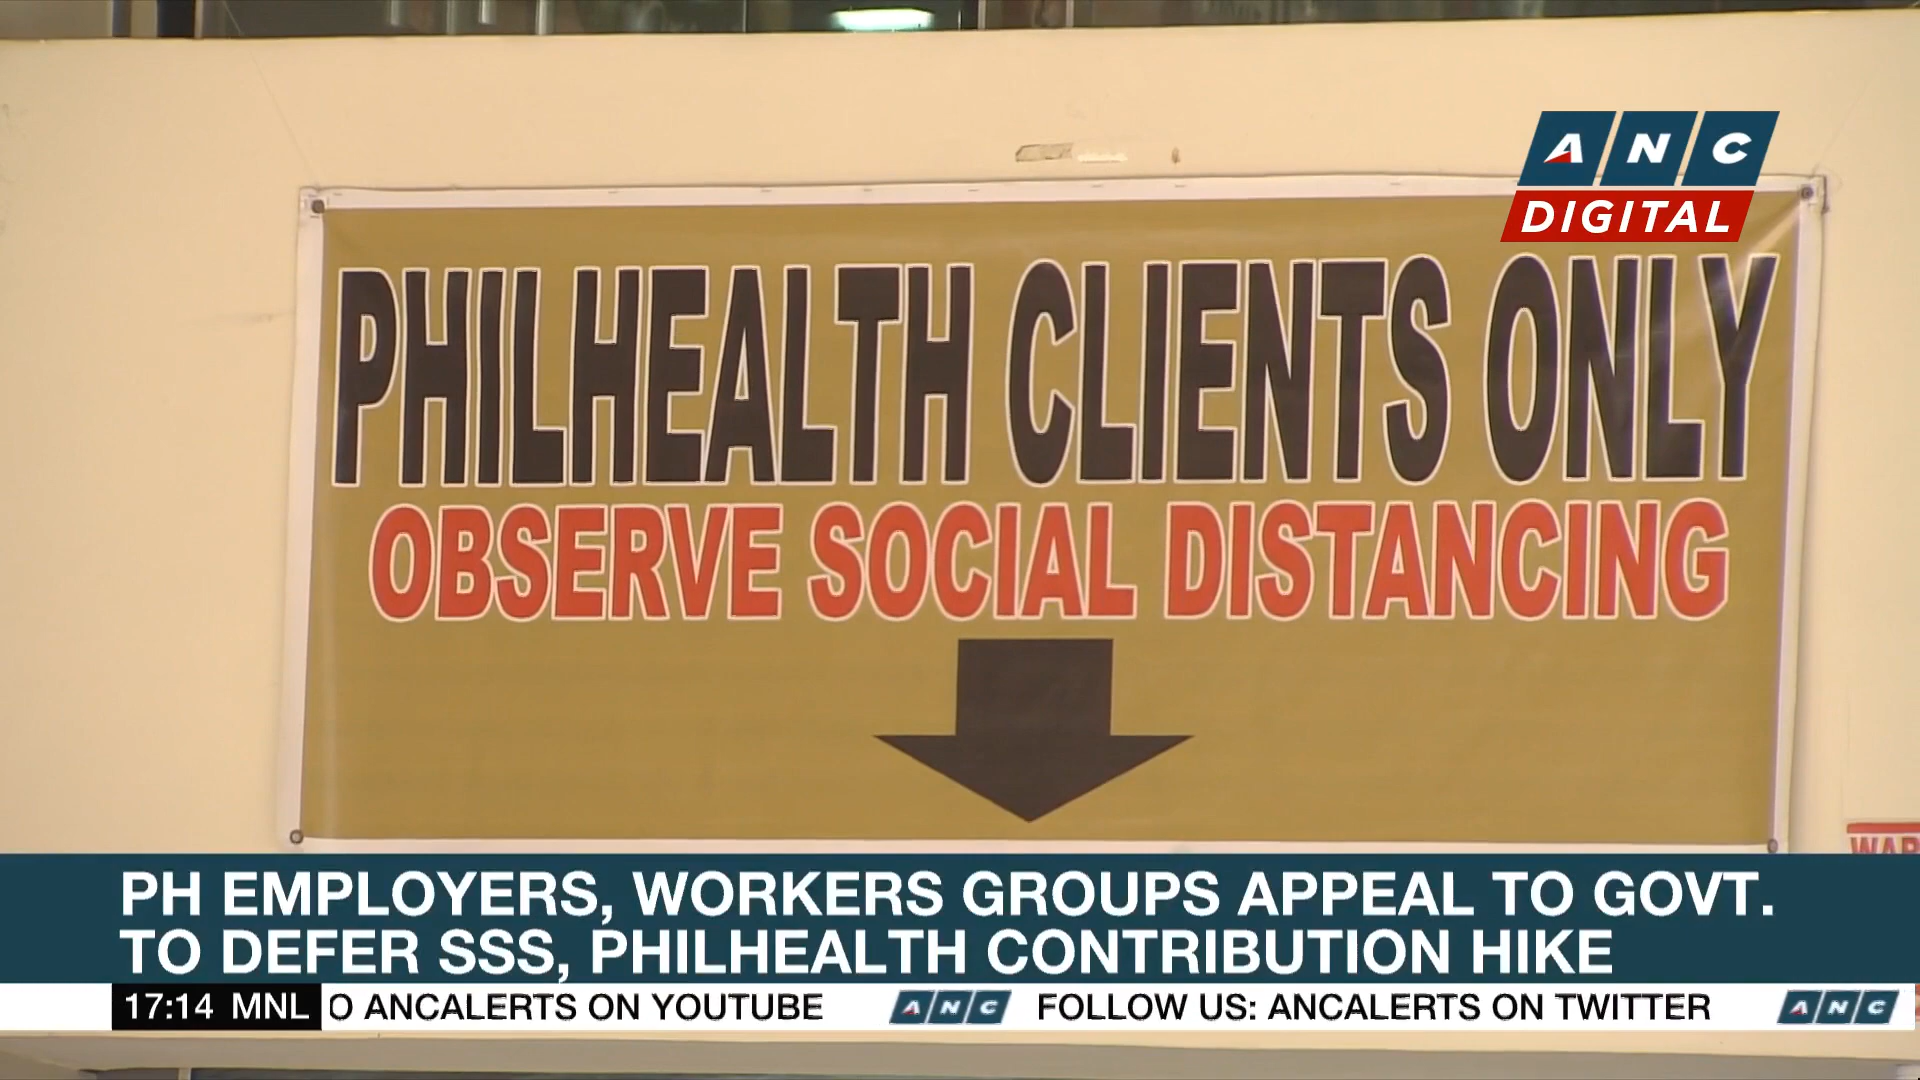 ANC
DIGITAL
PHILHEALTH CLIENTS ONLY
OBSERVE SOCIAL DISTANCING
PH EMPLOYERS, WORKERS GROUPS APPEAL TO GOVT.
TO DEFER SSS, PHILHEALTH CONTRIBUTION HIKE
17:14 MNL O ANCALERTS ON YOUTUBE ANC FOLLOW US: ANCALERTS ON TWITTER ANC